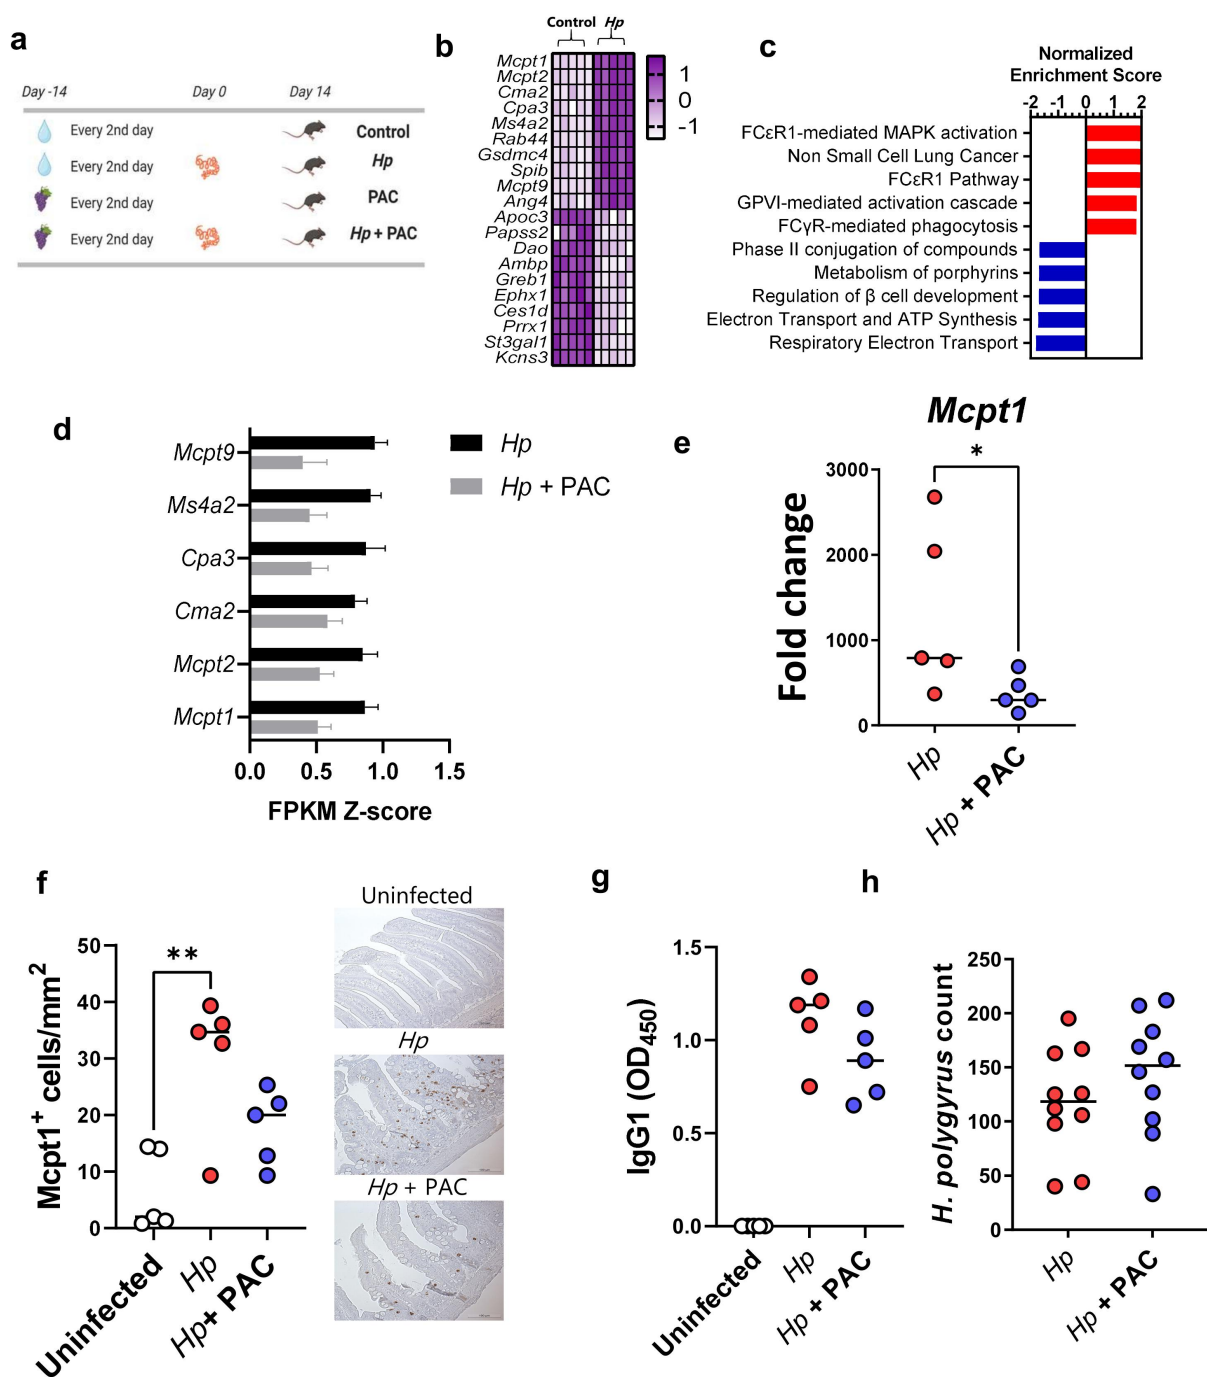 a
Day -14 Day 0 Day 14
Every 2nd day Control
Every 2nd day Hp
Every 2nd day PAC
Every 2nd day Hp + PAC
b
Control Hp
Mcpt1
Mcpt2
Cma2
Cpa3
Ms4a2
Rab44
Gsdmc4
Spib
Mcpt9
Ang4
Apoc3
Papss2
Dao
Ambp
Greb1
Ephx1
Ces1d
Prrx1
St3gal1
Kcns3
1
0
-1
c
Normalized
Enrichment Score
-2 -1 0 1 2
FCεR1-mediated MAPK activation
Non Small Cell Lung Cancer
FCεR1 Pathway
GPVI-mediated activation cascade
FCγR-mediated phagocytosis
Phase II conjugation of compounds
Metabolism of porphyrins
Regulation of β cell development
Electron Transport and ATP Synthesis
Respiratory Electron Transport
d
Mcpt9
Ms4a2
Cpa3
Cma2
Mcpt2
Mcpt1
0.0 0.5 1.0 1.5
FPKM Z-score
Hp
Hp + PAC
e
Mcpt1
*
3000
2000
1000
0
Fold change
Hp
Hp + PAC
f
**
50
40
30
20
10
0
Mcpt1+ cells/mm2
Uninfected
Hp
Hp+ PAC
Uninfected
Hp
Hp + PAC
g
1.5
1.0
0.5
0.0
IgG1 (OD450)
Uninfected
Hp
Hp + PAC
h
250
200
150
100
50
0
H. polygyrus count
Hp
Hp + PAC